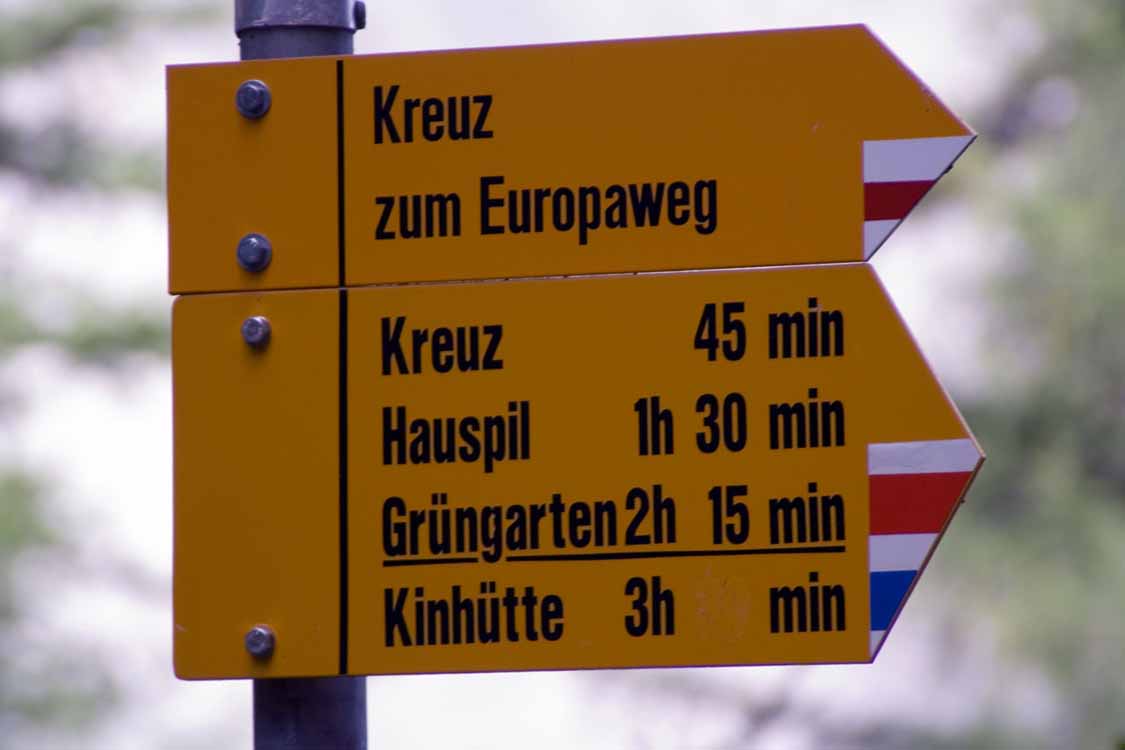 Kreuz
zum Europaweg
Kreuz 45 min
Hauspil 1h 30 min
Grüngarten 2h 15 min
Kinhütte 3h min